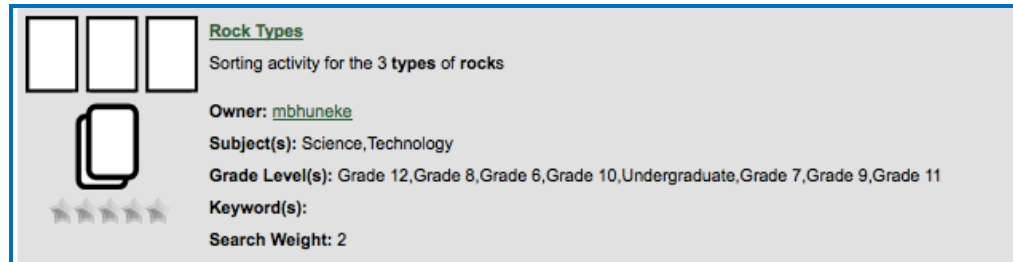 Rock Types
Sorting activity for the 3 types of rocks
Owner: mbhuneke
Subject(s): Science,Technology
Grade Level(s): Grade 12,Grade 8,Grade 6,Grade 10,Undergraduate,Grade 7,Grade 9,Grade 11
Keyword(s):
Search Weight: 2